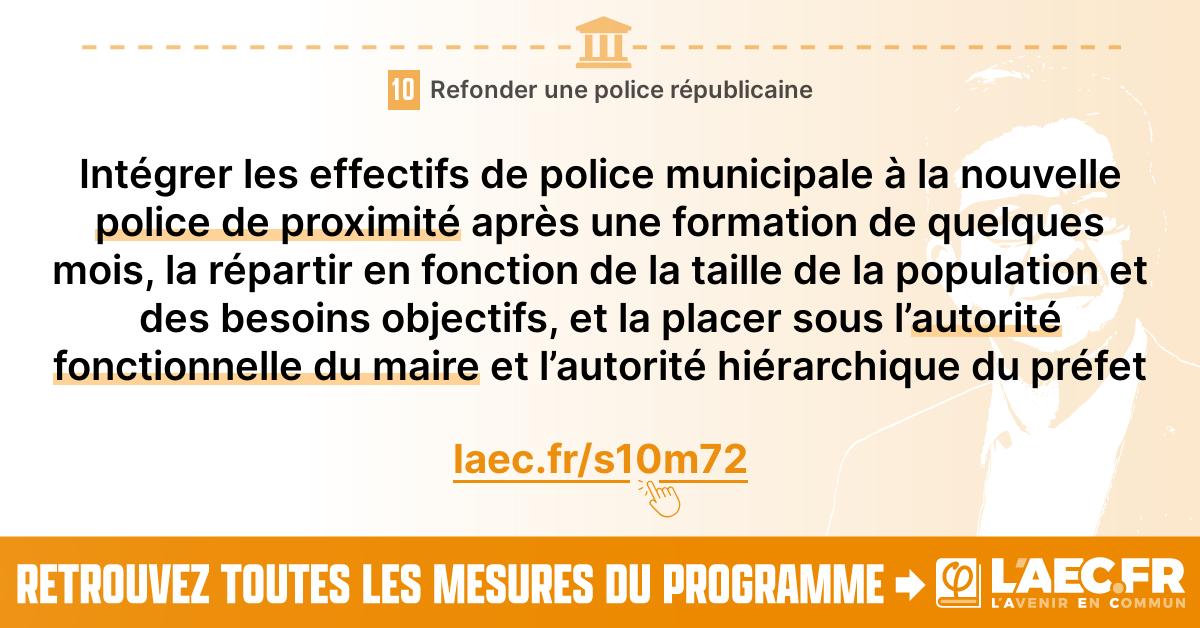 10 Refonder une police républicaine
Intégrer les effectifs de police municipale à la nouvelle
police de proximité après une formation de quelques
mois, la répartir en fonction de la taille de la population et
des besoins objectifs, et la placer sous l’autorité
fonctionnelle du maire et l’autorité hiérarchique du préfet
laec.fr/s10m72
RETROUVEZ TOUTES LES MESURES DU PROGRAMME
φ
L'AEC.FR
L'AVENIR EN COMMUN